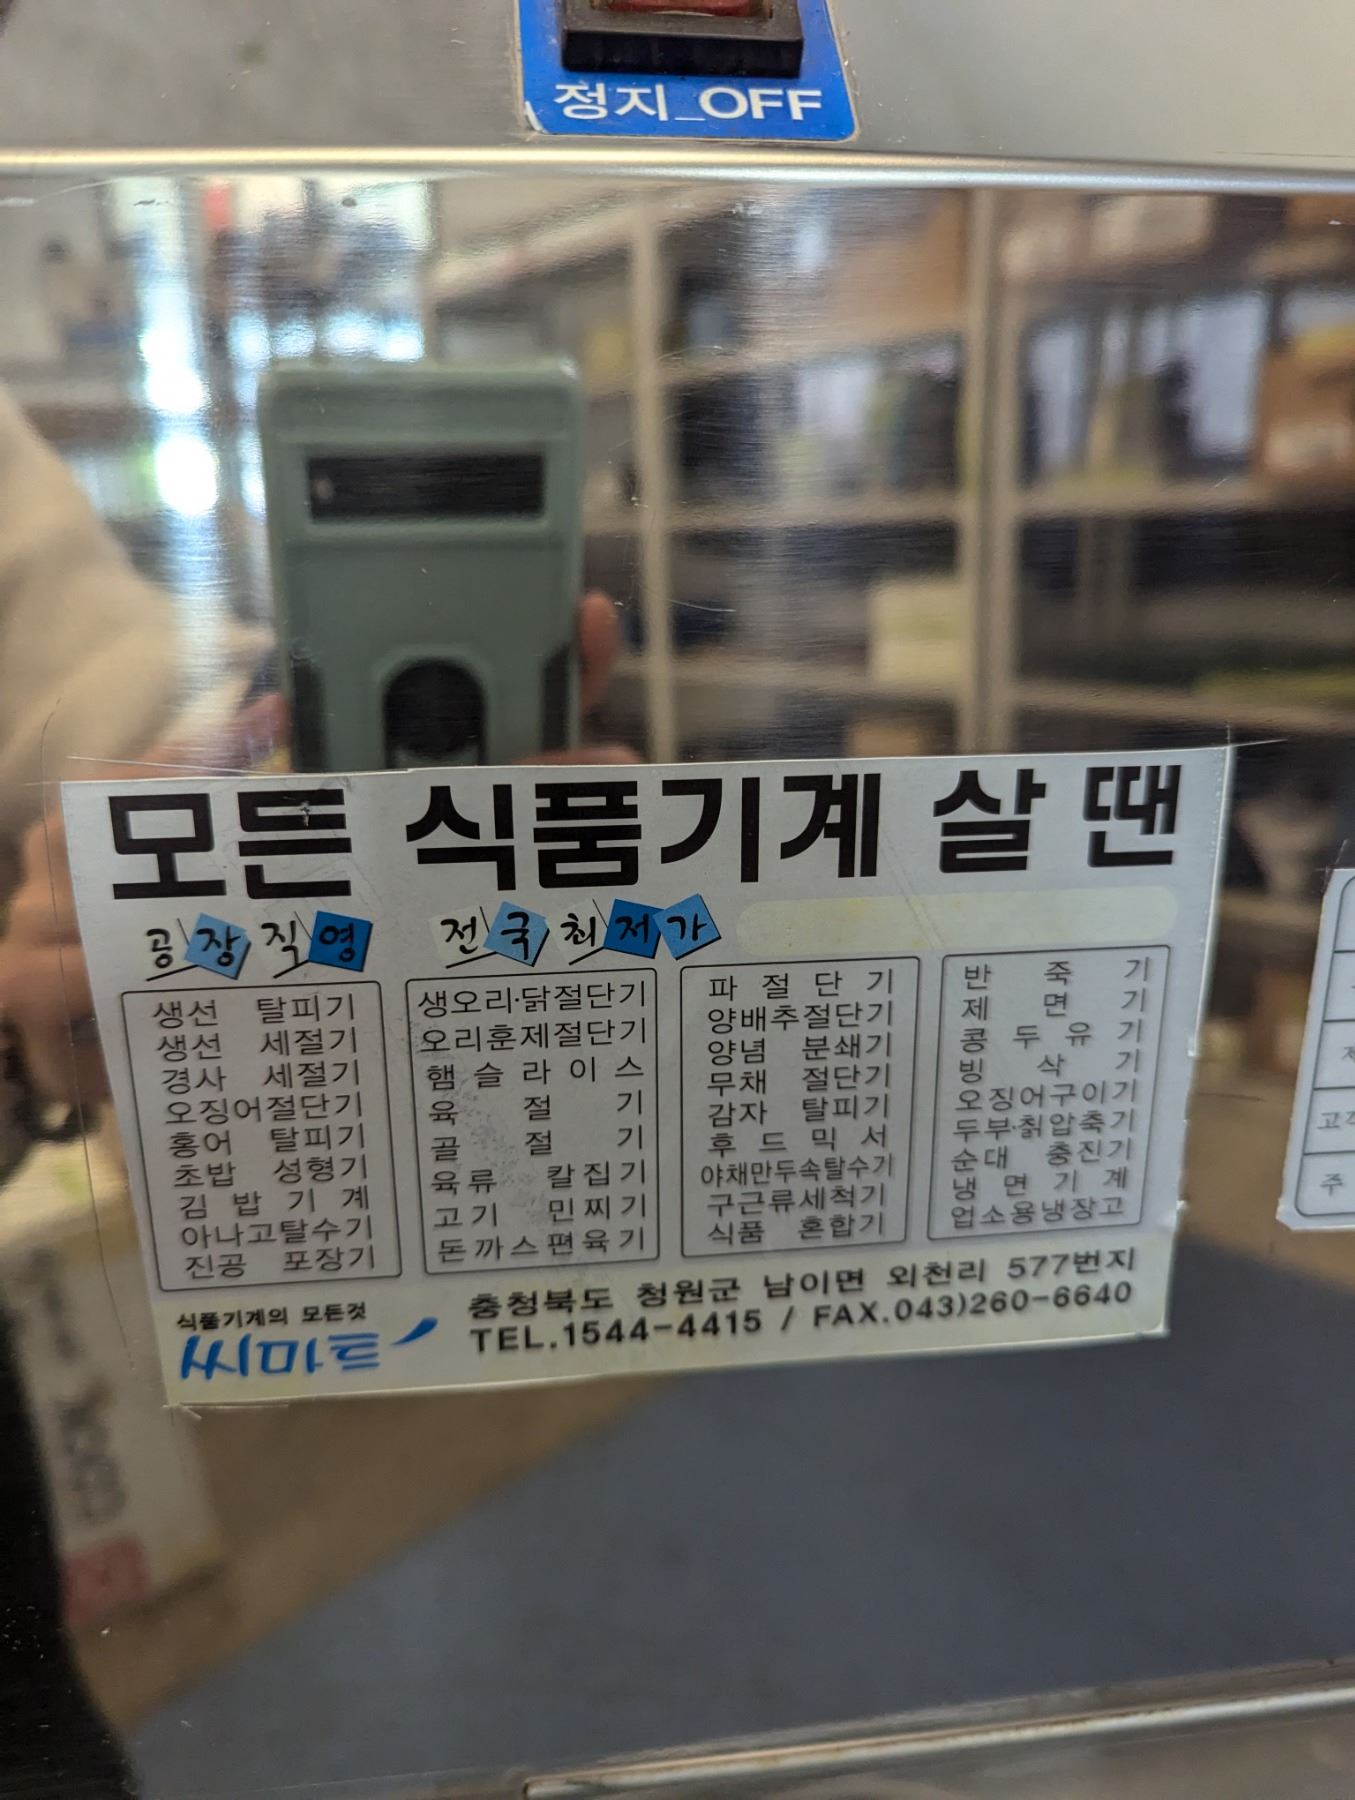 정지_OFF
모든 식품기계 살 땐
공장직영 전국최저가
생선 탈피기
생선 세절기
경사 세절기
오징어절단기
홍어 탈피기
초밥 성형기
김밥기계
아나고탈수기
진공 포장기
생오리·닭절단기
오리훈제절단기
햄슬라이스
육절기
골절기
육류 칼집기
고기 민찌기
돈까스편육기
파절단기
양배추절단기
양념 분쇄기
무채 절단기
감자 탈피기
후드믹서
야채만두속탈수기
구근류세척기
식품 혼합기
반죽기
제면기
콩두유기
빙삭기
오징어구이기
두부·칡압축기
순대 충진기
냉면기계
업소용냉장고
식품기계의 모든것
씨미트
충청북도 청원군 남이면 외천리 577번지
TEL.1544-4415 / FAX.043)260-6640
주